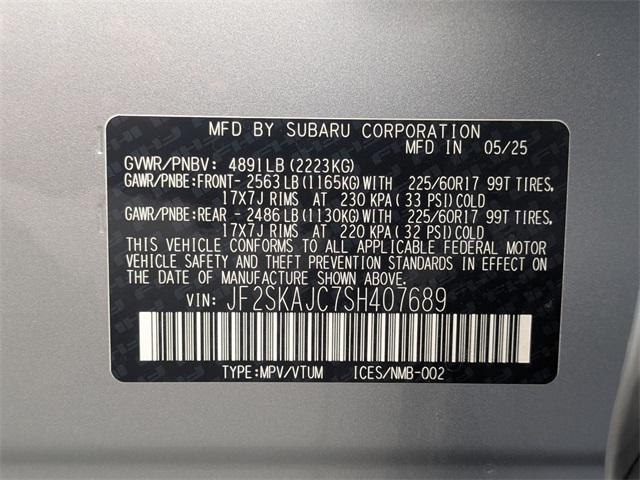 MFD BY SUBARU CORPORATION
MFD IN 05/25
GVWR/PNBV: 4891LB(2223KG)
GAWR/PNBE:FRONT- 2563LB(1165KG)WITH 225/60R17 99T TIRES,
17X7J RIMS AT 230 KPA( 33 PSI)COLD
GAWR/PNBE:REAR - 2486LB(1130KG)WITH 225/60R17 99T TIRES,
17X7J RIMS AT 220 KPA( 32 PSI)COLD
THIS VEHICLE CONFORMS TO ALL APPLICABLE FEDERAL MOTOR
VEHICLE SAFETY AND THEFT PREVENTION STANDARDS IN EFFECT ON
THE DATE OF MANUFACTURE SHOWN ABOVE.
VIN: JF2SKAJC7SH407689
TYPE:MPV/VTUM ICES/NMB-002